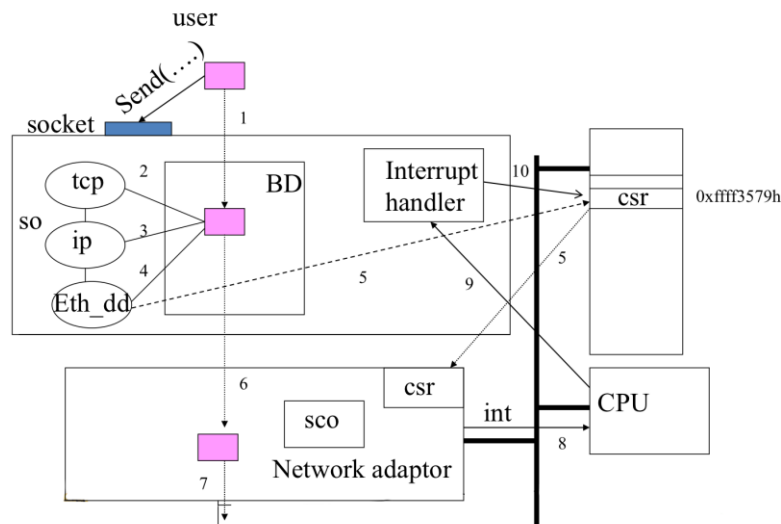 user
Send(….)
socket
1
2
tcp
BD
Interrupt
handler
10
csr
0xffff3579h
so
3
ip
4
5
5
9
Eth_dd
6
csr
sco
int
CPU
8
Network adaptor
7